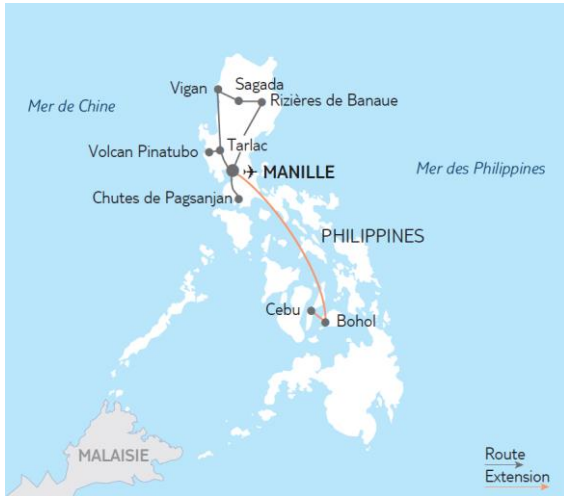 Vigan
Sagada
Rizières de Banaue
Mer de Chine
Volcan Pinatubo
Tarlac
MANILLE
Mer des Philippines
Chutes de Pagsanjan
PHILIPPINES
Cebu
Bohol
MALAISIE
Route
Extension